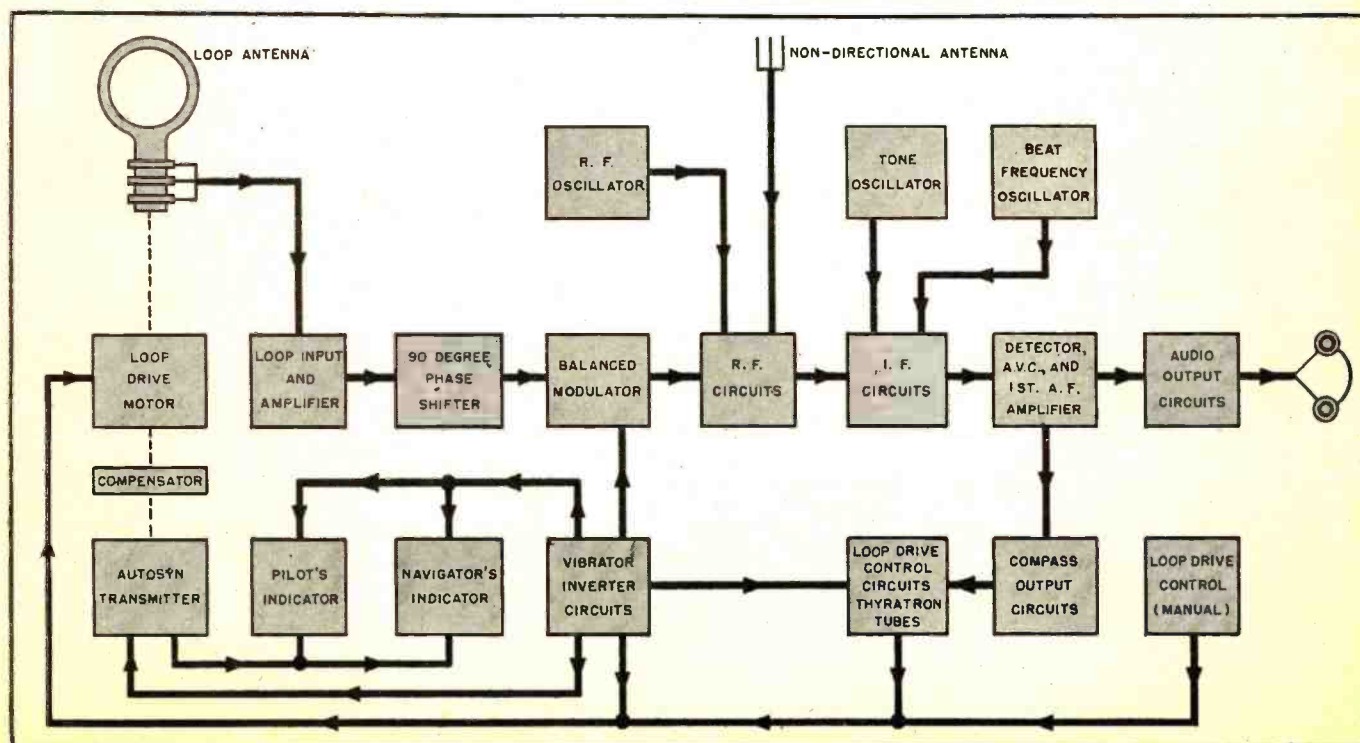 LOOP ANTENNA
NON-DIRECTIONAL ANTENNA
R. F.
OSCILLATOR
TONE
OSCILLATOR
BEAT
FREQUENCY
OSCILLATOR
LOOP
DRIVE
MOTOR
LOOP INPUT
AND
AMPLIFIER
90 DEGREE
PHASE
SHIFTER
BALANCED
MODULATOR
R. F.
CIRCUITS
I. F.
CIRCUITS
DETECTOR,
A.V.C., AND
1ST. A. F.
AMPLIFIER
AUDIO
OUTPUT
CIRCUITS
COMPENSATOR
AUTOSYN
TRANSMITTER
PILOT'S
INDICATOR
NAVIGATOR'S
INDICATOR
VIBRATOR
INVERTER
CIRCUITS
LOOP DRIVE
CONTROL
CIRCUITS
THYRATRON
TUBES
COMPASS
OUTPUT
CIRCUITS
LOOP DRIVE
CONTROL
(MANUAL)